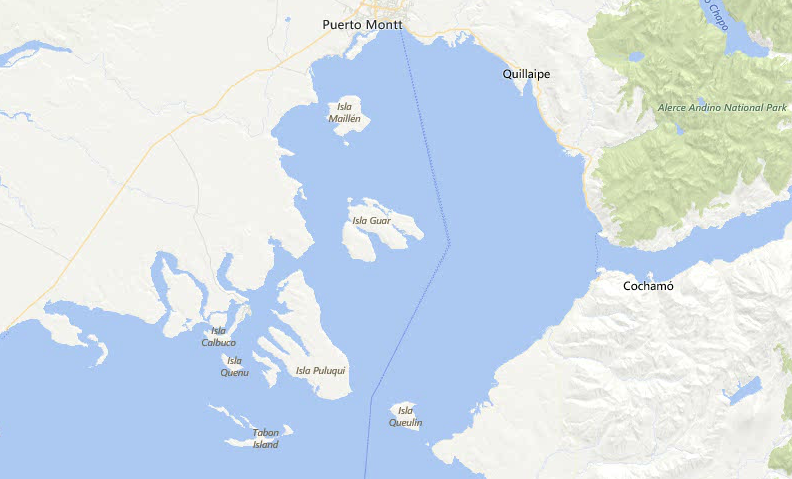 Puerto Montt
o Chapo
Quillaipe
Isla
Maillén
Alerce Andino National Park
Isla Guar
Cochamó
Isla
Calbuco
Isla
Quenu
Isla Puluqui
Isla
Queulin
Tabon
Island